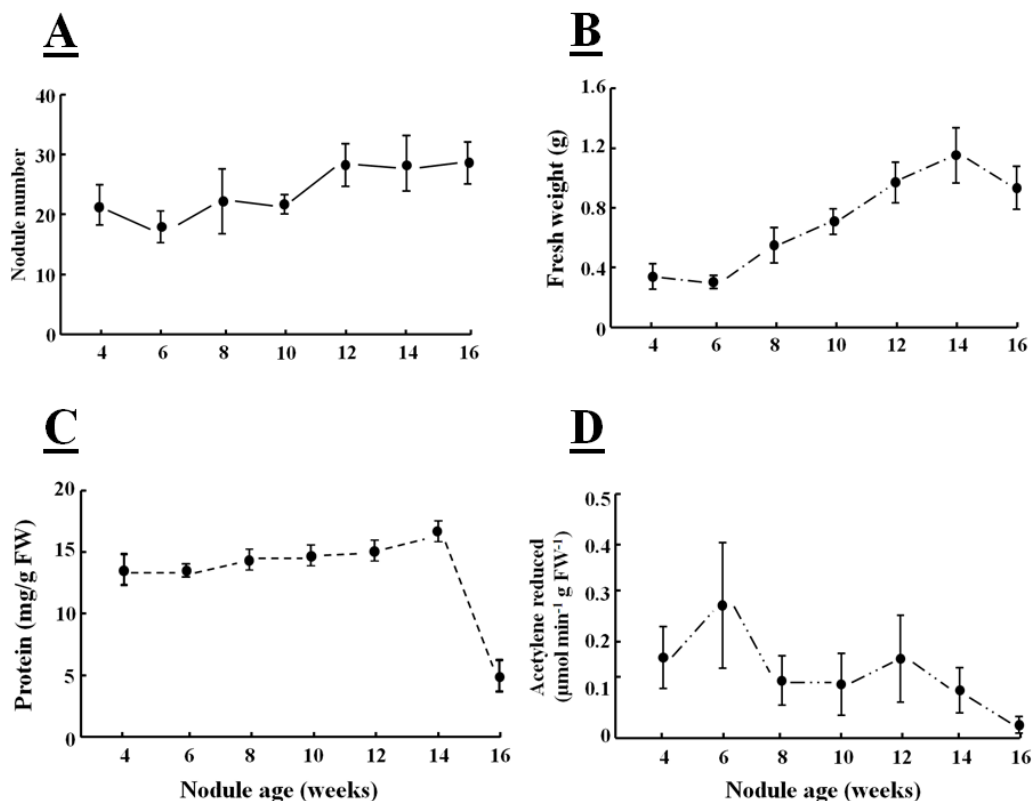 A
Nodule number
40
30
20
10
0
4 6 8 10 12 14 16
B
Fresh weight (g)
1.6
1.2
0.8
0.4
0
4 6 8 10 12 14 16
C
Protein (mg/g FW)
20
15
10
5
0
4 6 8 10 12 14 16
Nodule age (weeks)
D
Acetylene reduced
(μmol min⁻¹ g FW⁻¹)
0.5
0.4
0.3
0.2
0.1
0
4 6 8 10 12 14 16
Nodule age (weeks)